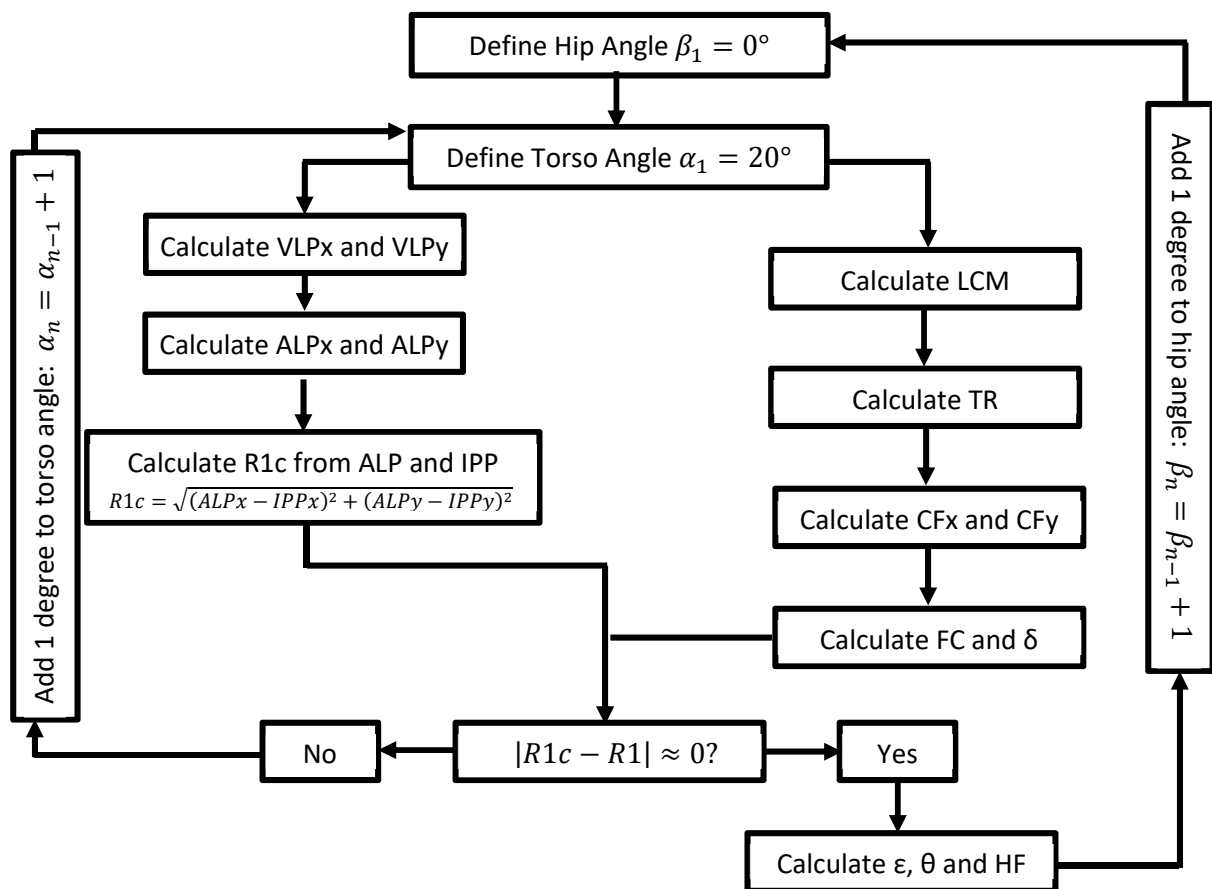 Define Hip Angle β₁ = 0°
Define Torso Angle α₁ = 20°
Add 1 degree to torso angle: αₙ = αₙ₋₁ + 1
Calculate VLPx and VLPy
Calculate ALPx and ALPy
Calculate R1c from ALP and IPP
R1c = √(ALPx − IPPx)² + (ALPy − IPPy)²
Calculate LCM
Calculate TR
Calculate CFx and CFy
Calculate FC and δ
Add 1 degree to hip angle: βₙ = βₙ₋₁ + 1
No
|R1c − R1| ≈ 0?
Yes
Calculate ε, θ and HF